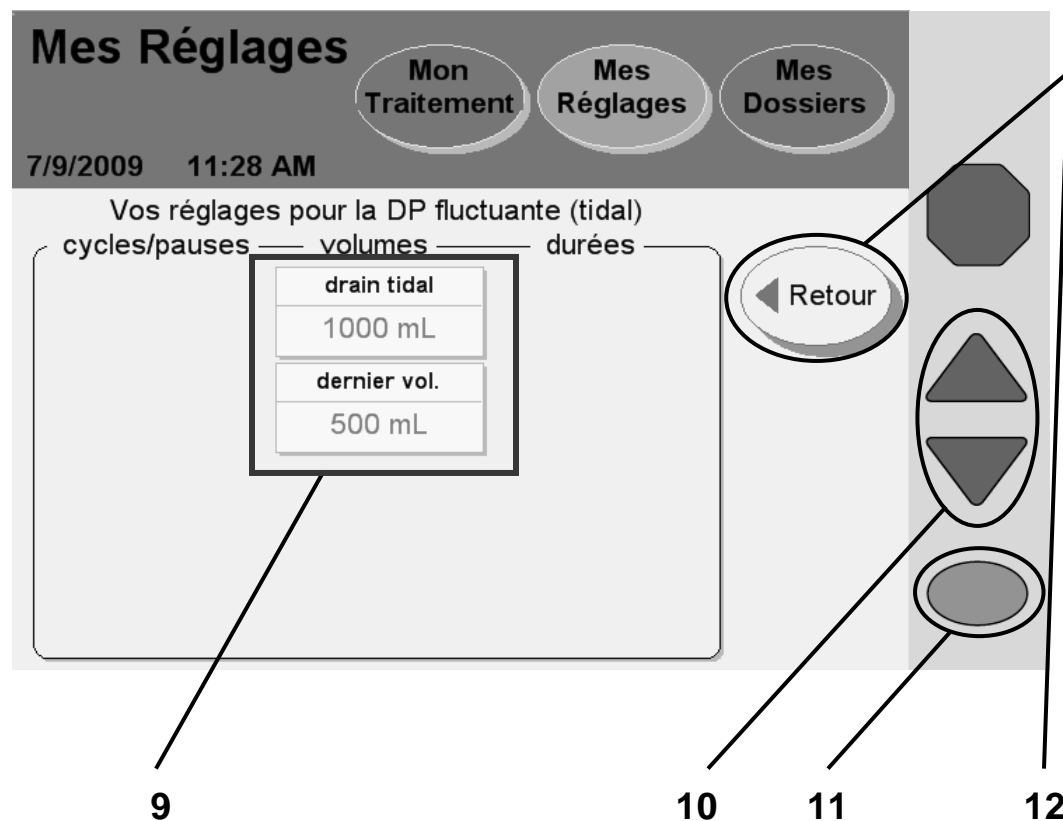 Mes Réglages
Mon
Traitement
Mes
Réglages
Mes
Dossiers
7/9/2009 11:28 AM
Vos réglages pour la DP fluctuante (tidal)
cycles/pauses volumes durées
drain tidal
1000 mL
dernier vol.
500 mL
Retour
9 10 11 12